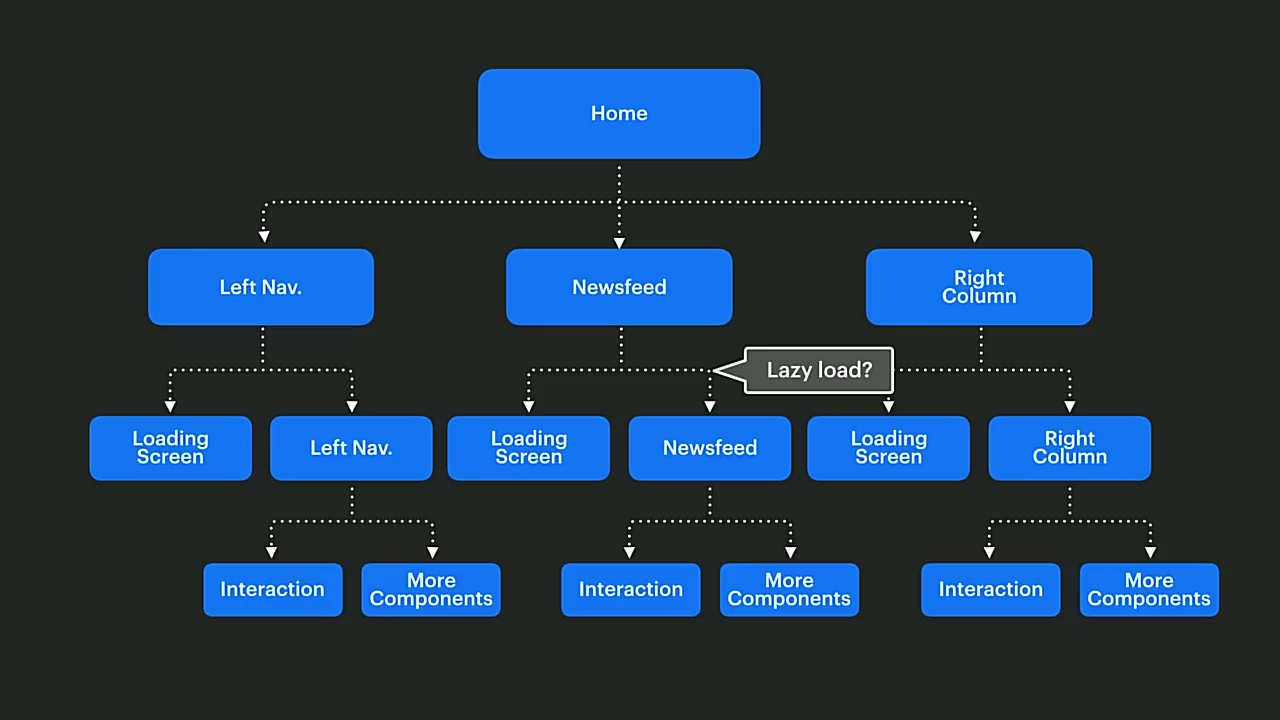 Home
Left Nav.
Newsfeed
Right
Column
Lazy load?
Loading
Screen
Left Nav.
Loading
Screen
Newsfeed
Loading
Screen
Right
Column
Interaction
More
Components
Interaction
More
Components
Interaction
More
Components